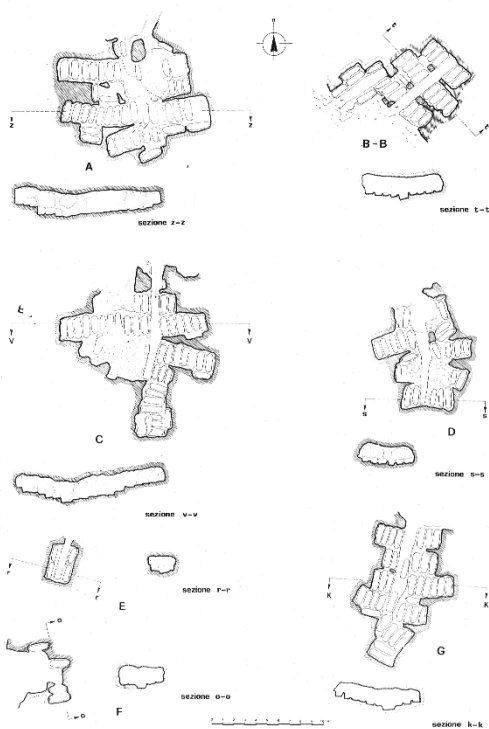 z
z
A
sezione z-z
B-B
sezione t-t
V
V
C
sezione v-v
D
s
s
sezione s-s
r
r
E
sezione r-r
K
K
G
sezione k-k
o
o
F
sezione o-o